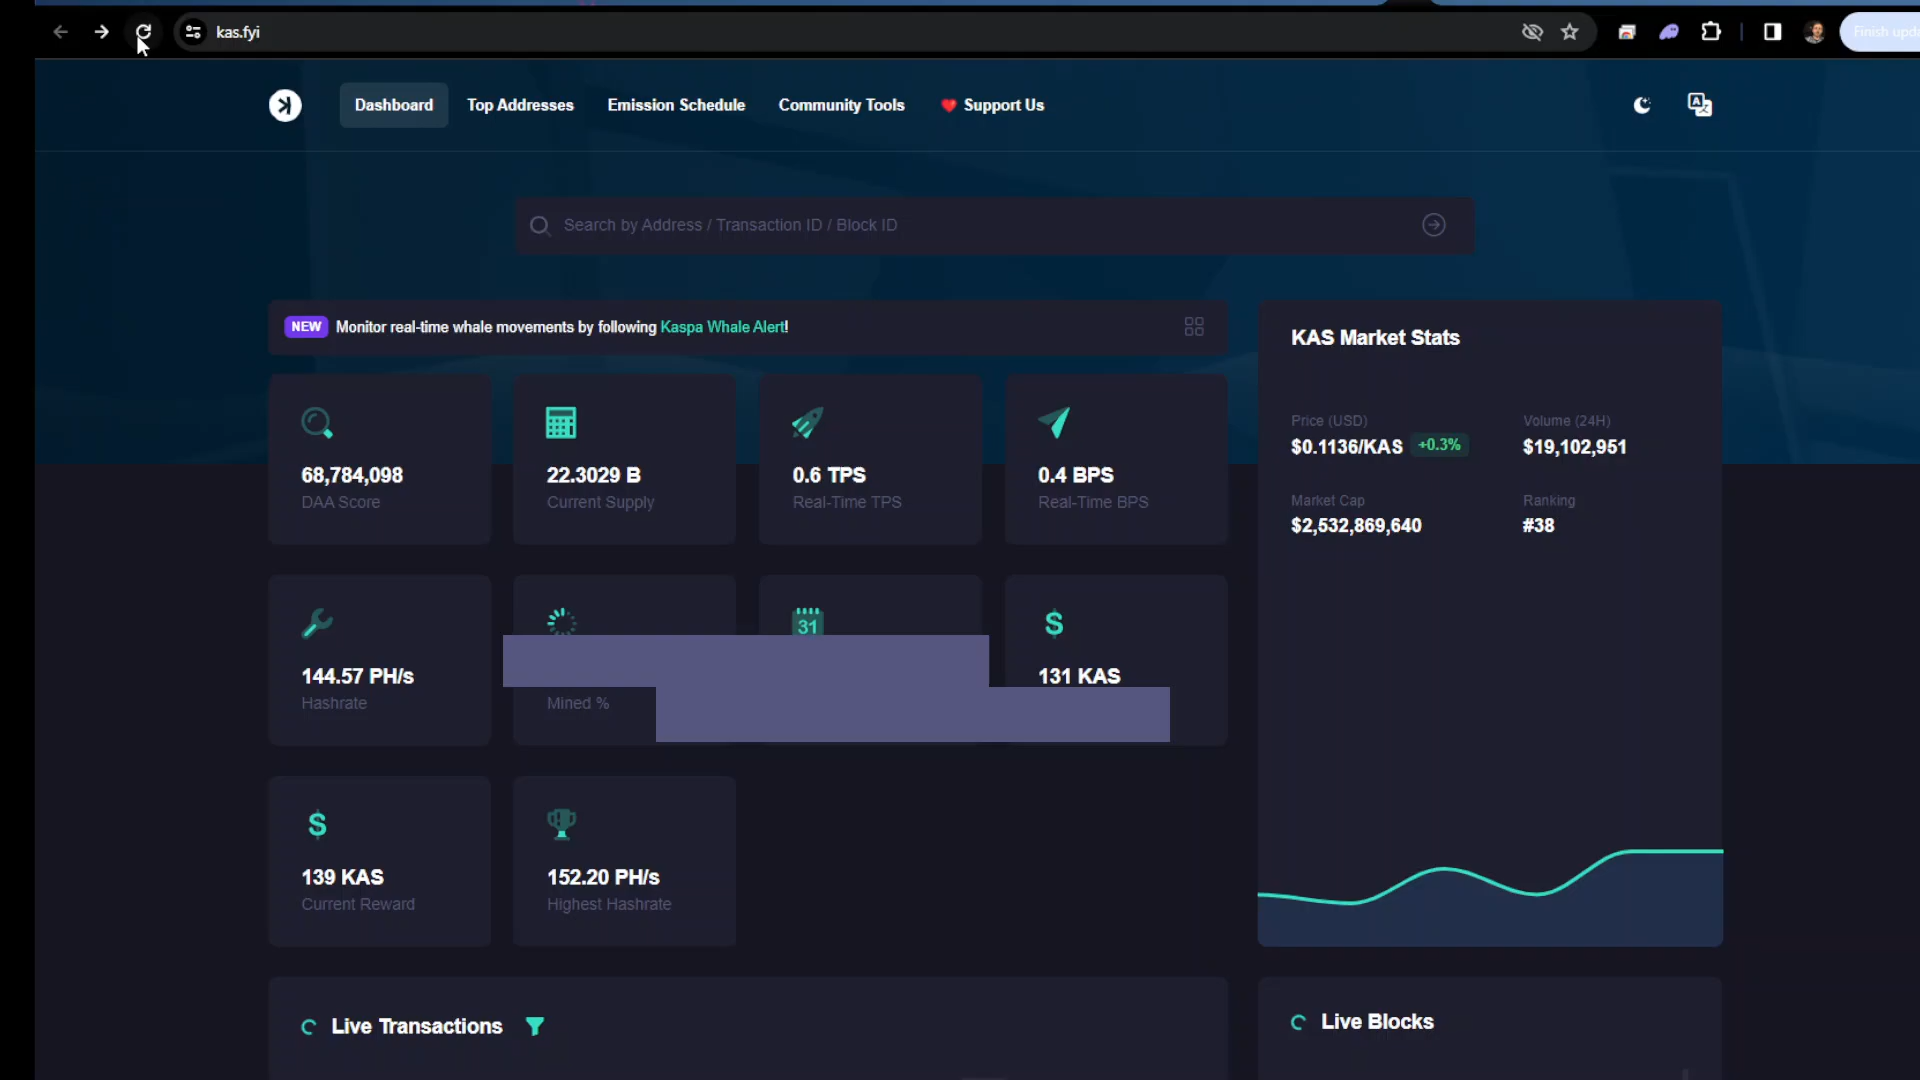 kas.fyi
Finish upda
Dashboard
Top Addresses
Emission Schedule
Community Tools
Support Us
Search by Address / Transaction ID / Block ID
NEW Monitor real-time whale movements by following Kaspa Whale Alert!
68,784,098
DAA Score
22.3029 B
Current Supply
0.6 TPS
Real-Time TPS
0.4 BPS
Real-Time BPS
144.57 PH/s
Hashrate
Mined %
31
131 KAS
139 KAS
Current Reward
152.20 PH/s
Highest Hashrate
KAS Market Stats
Price (USD)
$0.1136/KAS +0.3%
Volume (24H)
$19,102,951
Market Cap
$2,532,869,640
Ranking
#38
Live Transactions
Live Blocks